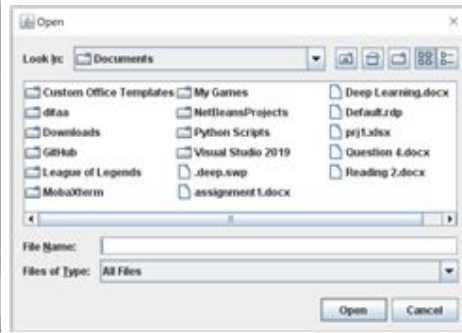 Open
Look In: Documents
Custom Office Templates
ditaa
Downloads
GitHub
League of Legends
MobaXterm
My Games
NetBeansProjects
Python Scripts
Visual Studio 2019
.deep.swp
assignment1.docx
Deep Learning.docx
Default.rdp
prj1.xlsx
Question 4.docx
Reading 2.docx
File Name:
Files of Type: All Files
Open Cancel